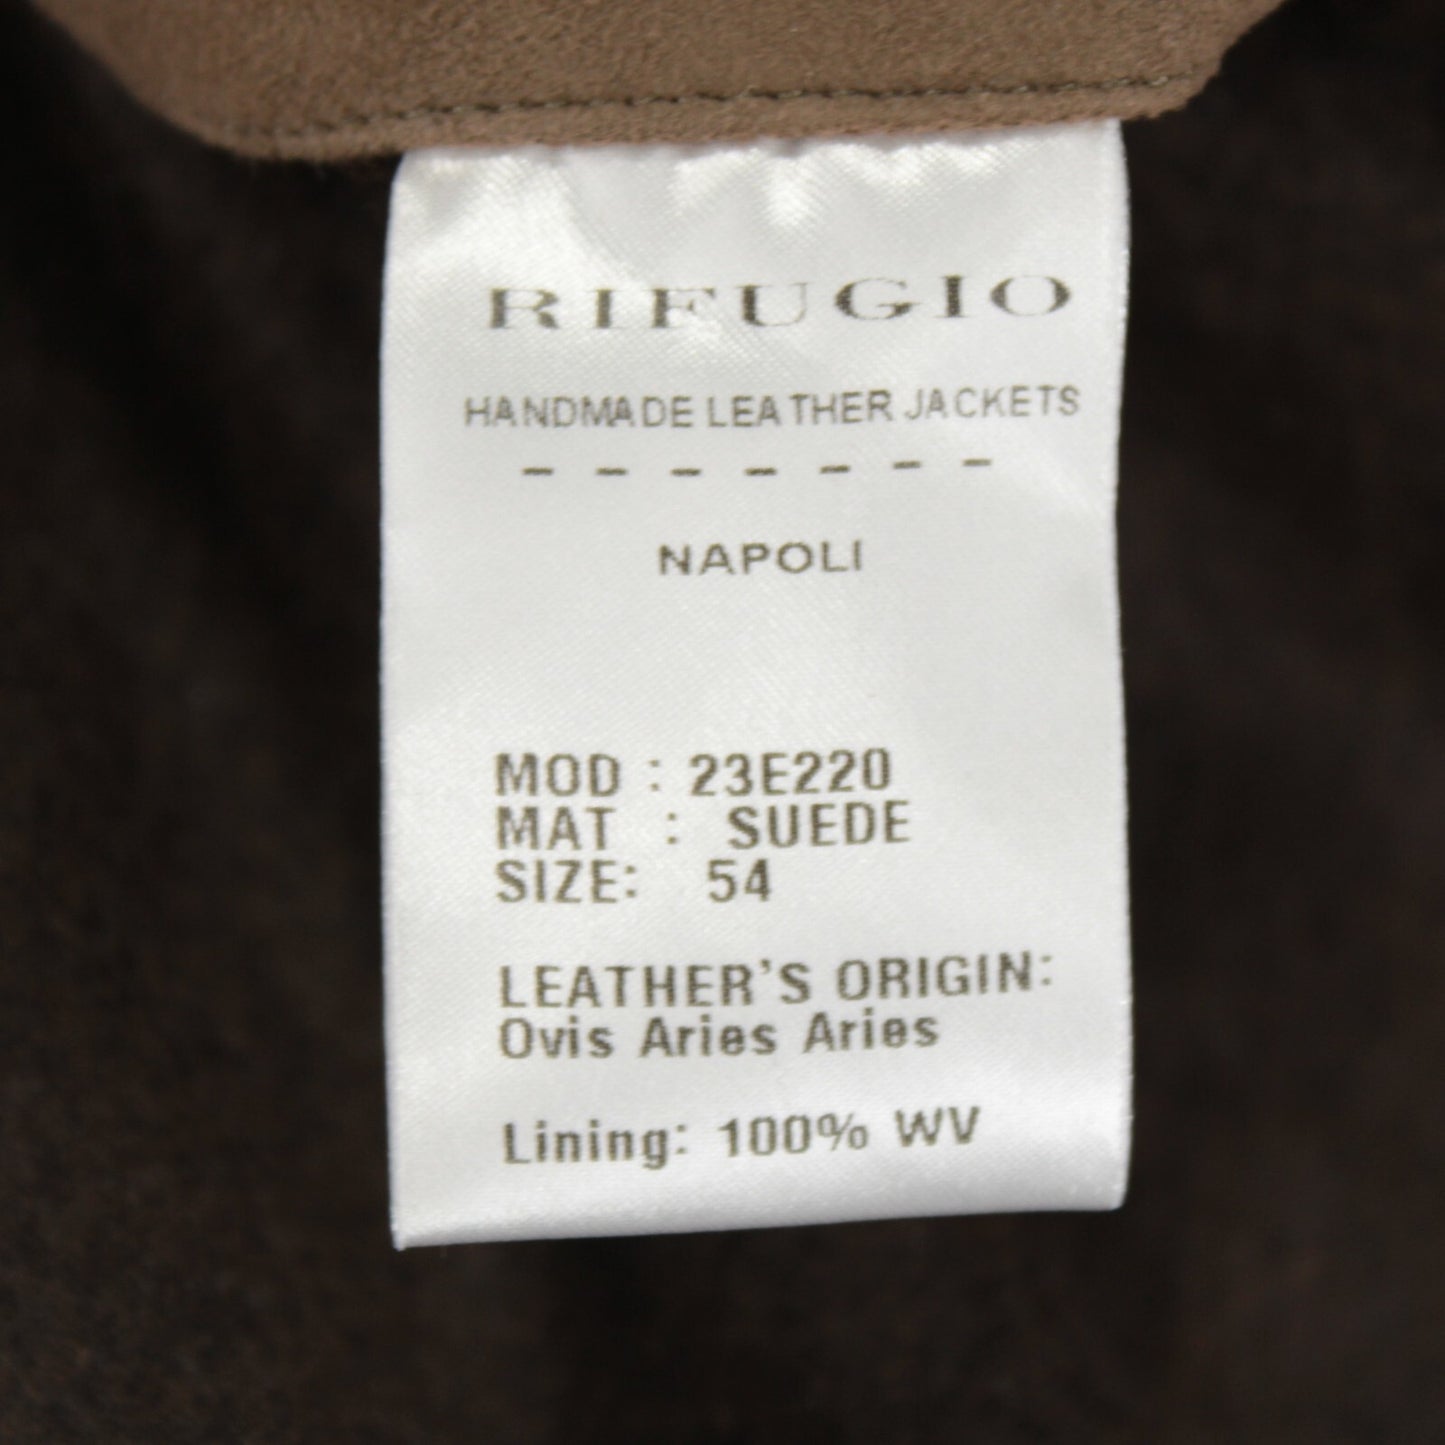 RIFUGIO
HANDMADE LEATHER JACKETS
- - - - - - -
NAPOLI
MOD : 23E220
MAT : SUEDE
SIZE: 54
LEATHER'S ORIGIN:
Ovis Aries Aries
Lining: 100% WV